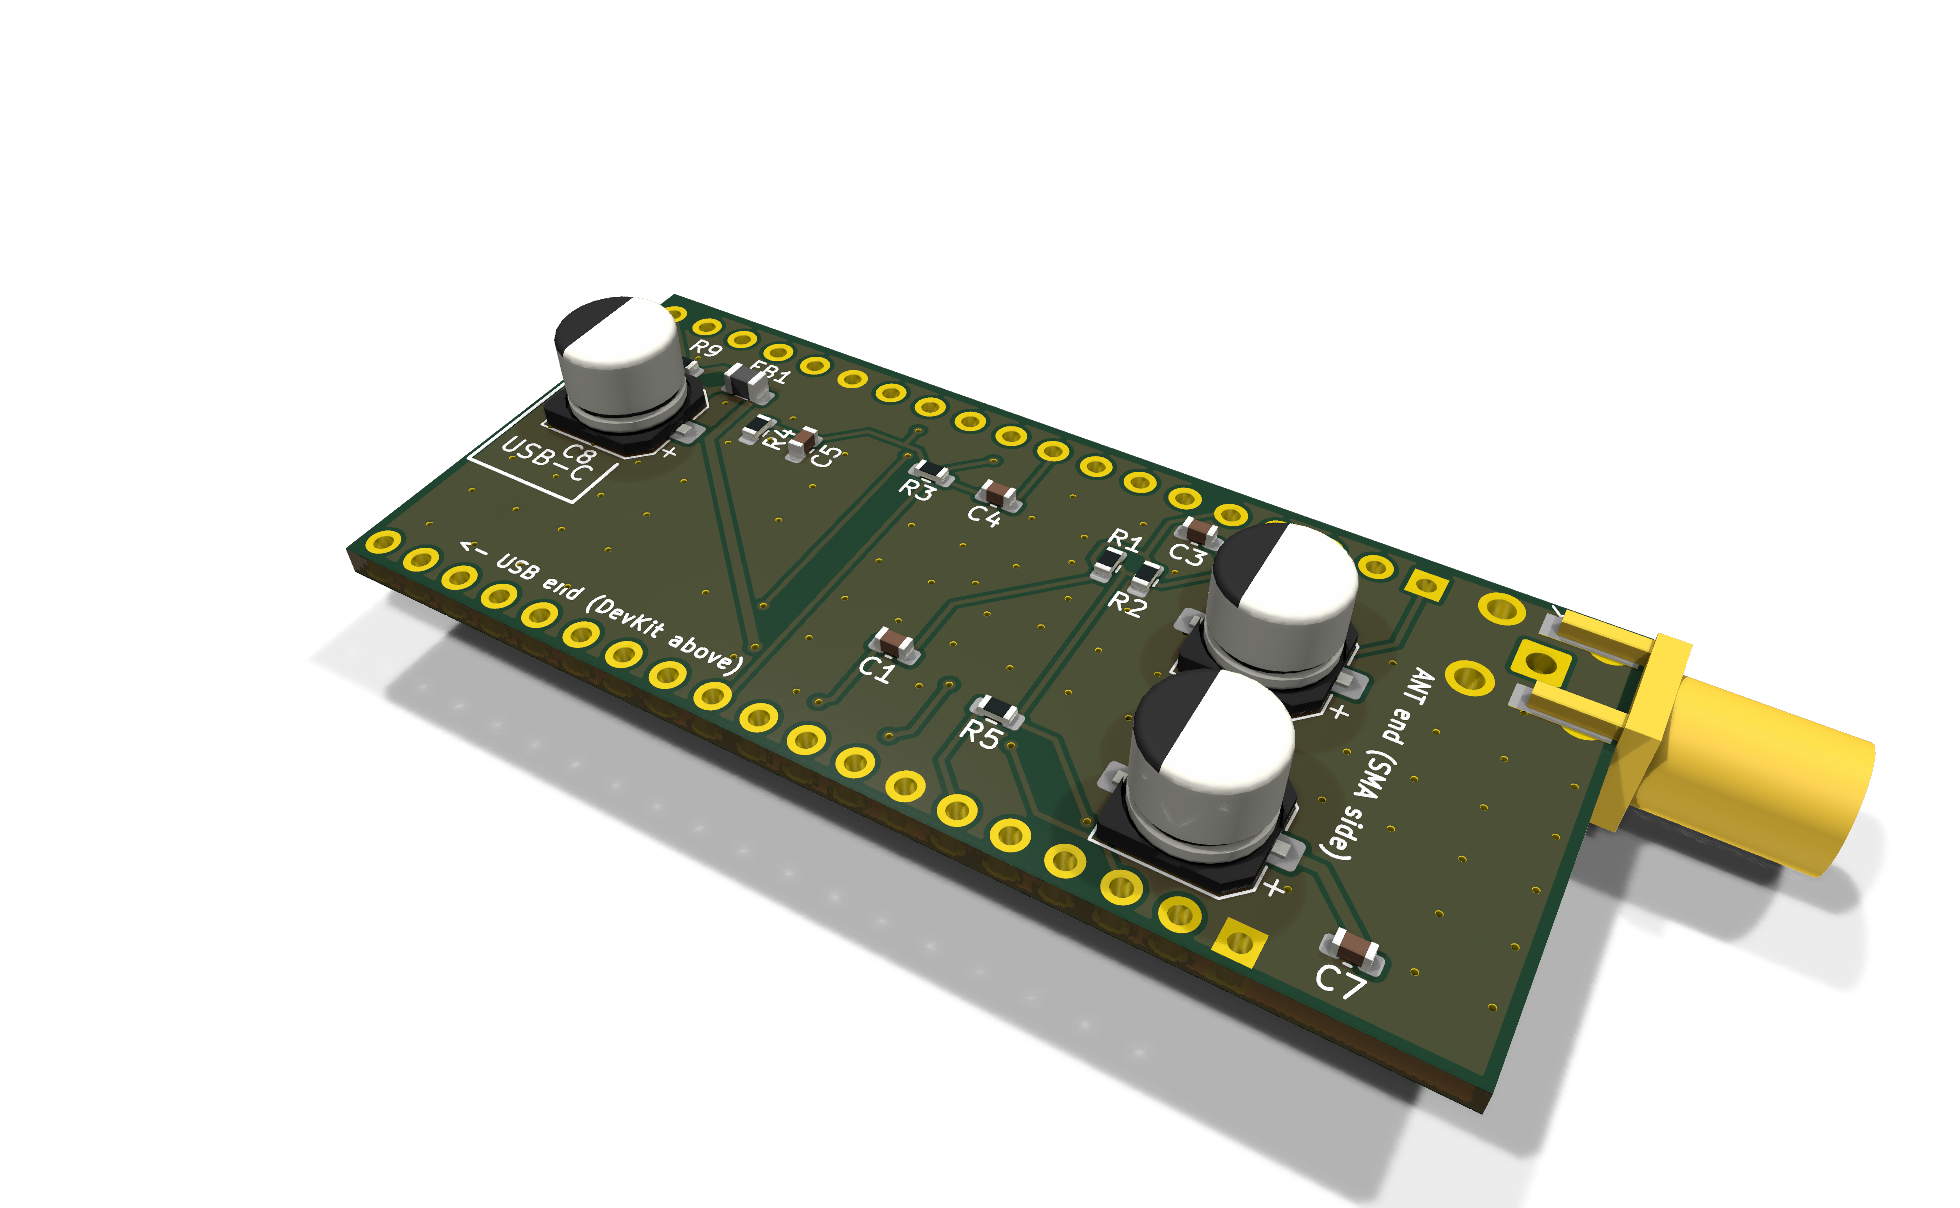 R9
FB1
R4
C5
C8
USB-C
+
R3
C4
<- USB end (DevKit above)
R1
C3
R2
C1
R5
+
ANT end (SMA side)
+
C7